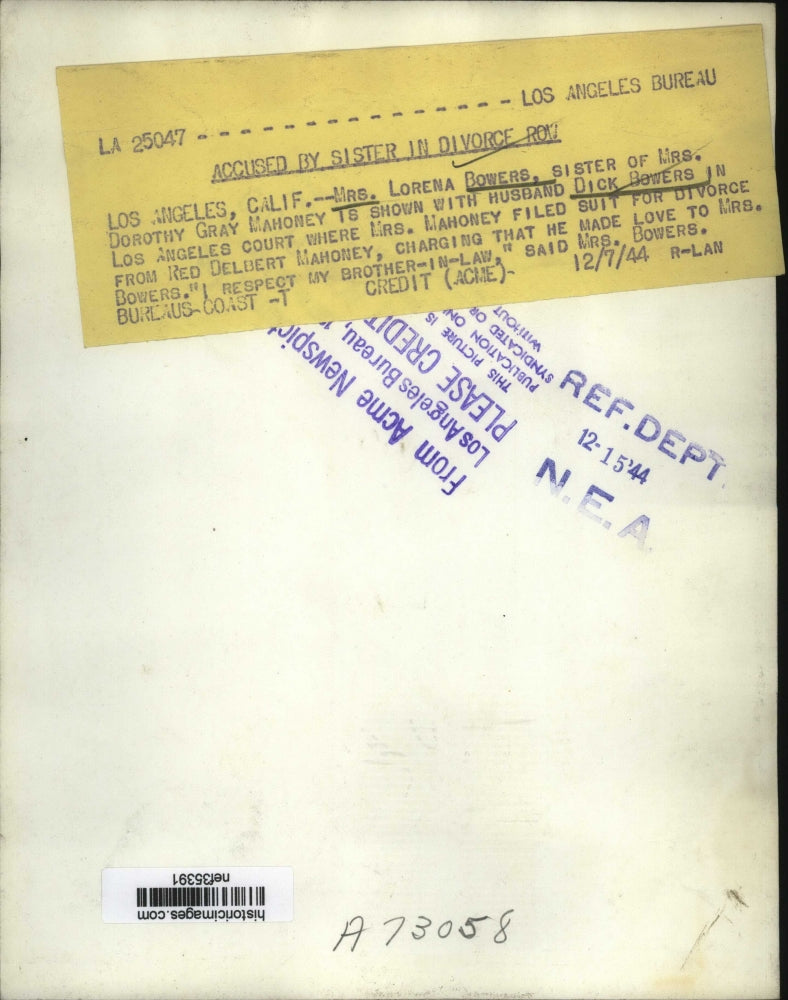 LA 25047 ----------------- LOS ANGELES BUREAU
ACCUSED BY SISTER IN DIVORCE ROW
LOS ANGELES, CALIF.--MRS. LORENA BOWERS, SISTER OF MRS.
DOROTHY GRAY MAHONEY IS SHOWN WITH HUSBAND DICK BOWERS IN
LOS ANGELES COURT WHERE MRS. MAHONEY FILED SUIT FOR DIVORCE
FROM RED DELBERT MAHONEY, CHARGING THAT HE MADE LOVE TO MRS.
BOWERS."I RESPECT MY BROTHER-IN-LAW," SAID MRS. BOWERS.
BUREAUS-COAST -T CREDIT (ACME)- 12/7/44 R-LAN
From Acme Newspic
Los Angeles Bureau,
PLEASE CREDIT
THIS PICTURE IS
PUBLICATION ON
SYNDICATED OR
WITHOUT
REF.DEPT
12-15'44
N.E.A
historicimages.com
nef35391
A73058